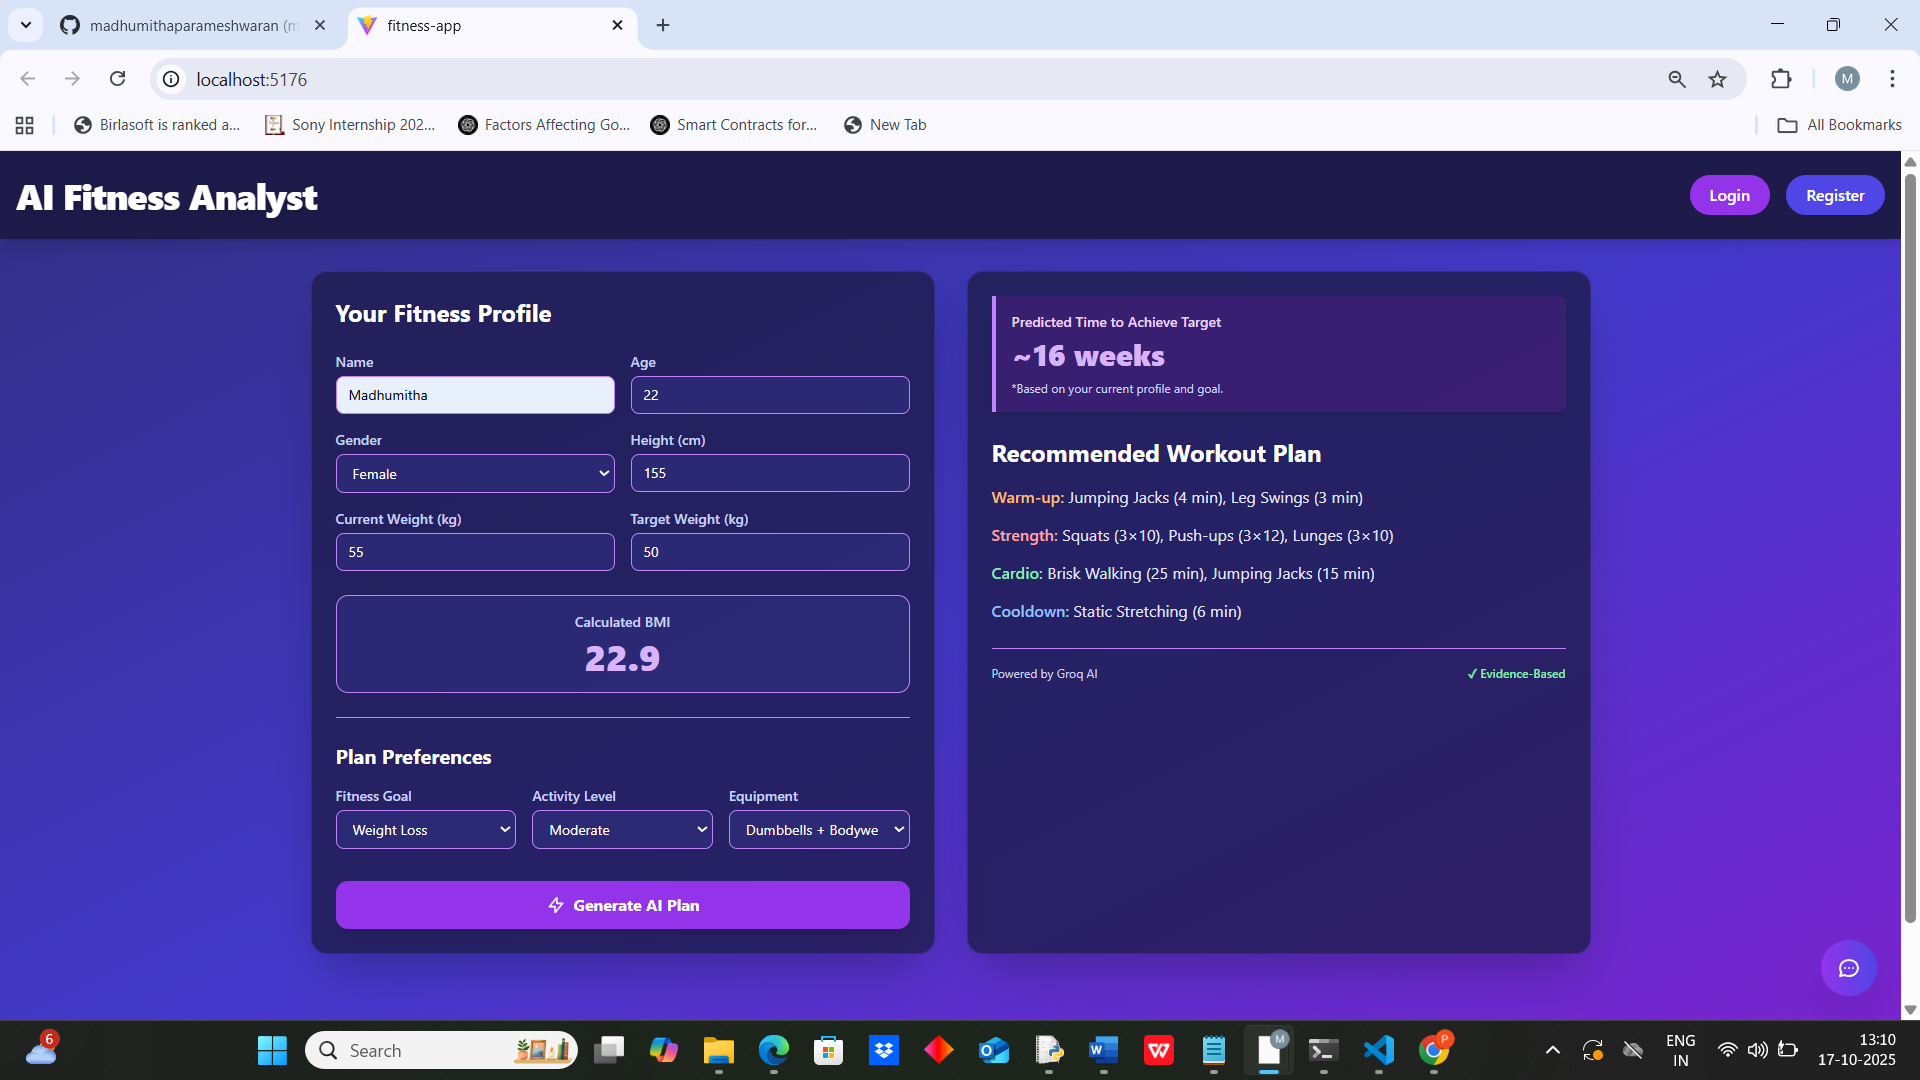 madhumithaparameshwaran (m
fitness-app
localhost:5176
M
Birlasoft is ranked a...
Sony Internship 202...
Factors Affecting Go...
Smart Contracts for...
New Tab
All Bookmarks
AI Fitness Analyst
Login
Register
Your Fitness Profile
Name
Age
Madhumitha
22
Gender
Height (cm)
Female
155
Current Weight (kg)
Target Weight (kg)
55
50
Calculated BMI
22.9
Plan Preferences
Fitness Goal
Activity Level
Equipment
Weight Loss
Moderate
Dumbbells + Bodywe
Generate AI Plan
Predicted Time to Achieve Target
~16 weeks
*Based on your current profile and goal.
Recommended Workout Plan
Warm-up: Jumping Jacks (4 min), Leg Swings (3 min)
Strength: Squats (3×10), Push-ups (3×12), Lunges (3×10)
Cardio: Brisk Walking (25 min), Jumping Jacks (15 min)
Cooldown: Static Stretching (6 min)
Powered by Groq AI
✓ Evidence-Based
6
Search
M
P
ENG
IN
13:10
17-10-2025